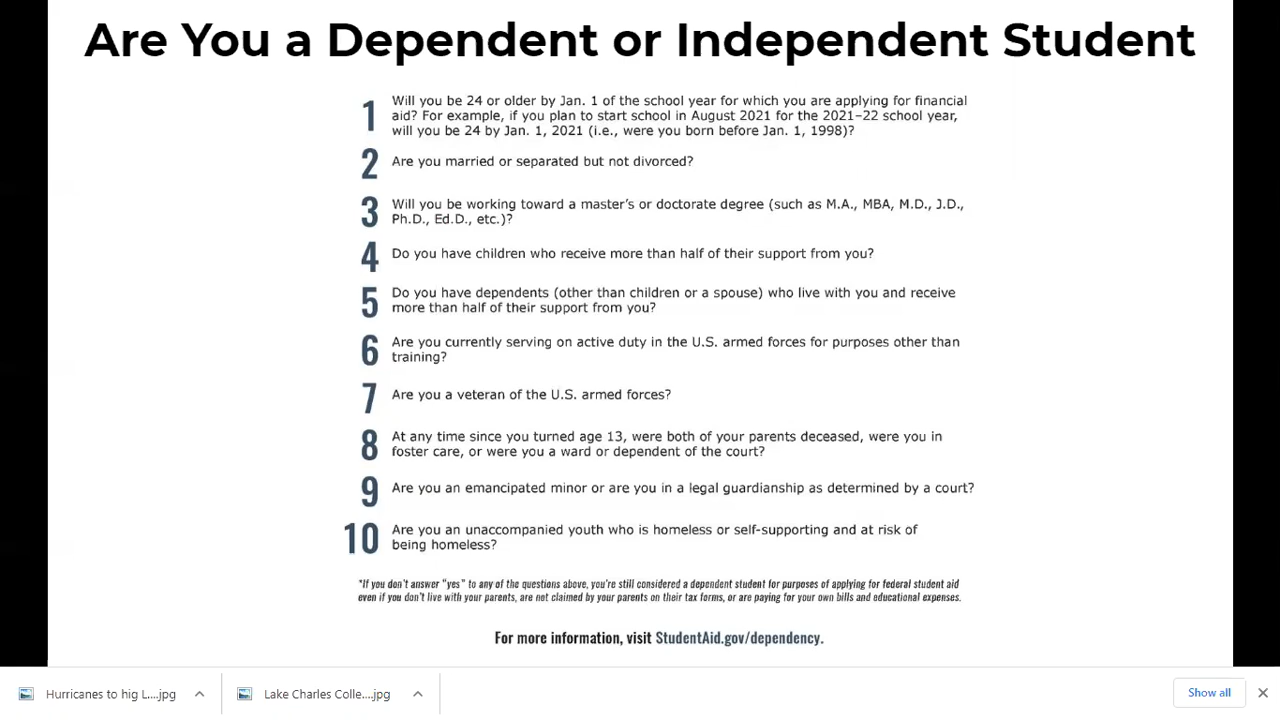 Are You a Dependent or Independent Student
1 Will you be 24 or older by Jan. 1 of the school year for which you are applying for financial
aid? For example, if you plan to start school in August 2021 for the 2021–22 school year,
will you be 24 by Jan. 1, 2021 (i.e., were you born before Jan. 1, 1998)?
2 Are you married or separated but not divorced?
3 Will you be working toward a master's or doctorate degree (such as M.A., MBA, M.D., J.D.,
Ph.D., Ed.D., etc.)?
4 Do you have children who receive more than half of their support from you?
5 Do you have dependents (other than children or a spouse) who live with you and receive
more than half of their support from you?
6 Are you currently serving on active duty in the U.S. armed forces for purposes other than
training?
7 Are you a veteran of the U.S. armed forces?
8 At any time since you turned age 13, were both of your parents deceased, were you in
foster care, or were you a ward or dependent of the court?
9 Are you an emancipated minor or are you in a legal guardianship as determined by a court?
10 Are you an unaccompanied youth who is homeless or self-supporting and at risk of
being homeless?
*If you don't answer "yes" to any of the questions above, you're still considered a dependent student for purposes of applying for federal student aid
even if you don't live with your parents, are not claimed by your parents on their tax forms, or are paying for your own bills and educational expenses.
For more information, visit StudentAid.gov/dependency.
Hurricanes to hig L....jpg
Lake Charles Colle....jpg
Show all